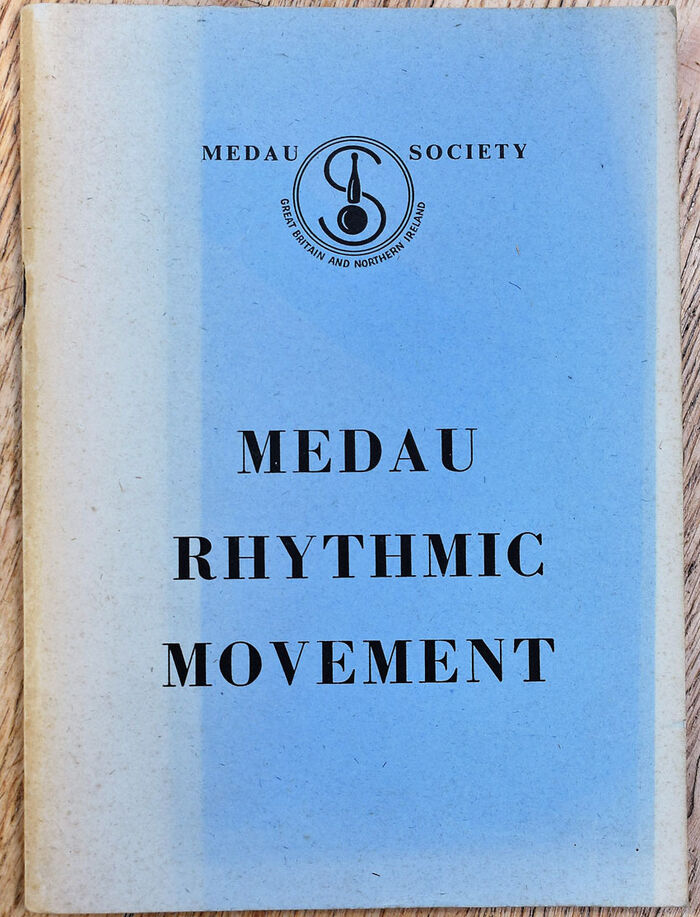 MEDAU SOCIETY
S
GREAT BRITAIN AND NORTHERN IRELAND
MEDAU
RHYTHMIC
MOVEMENT